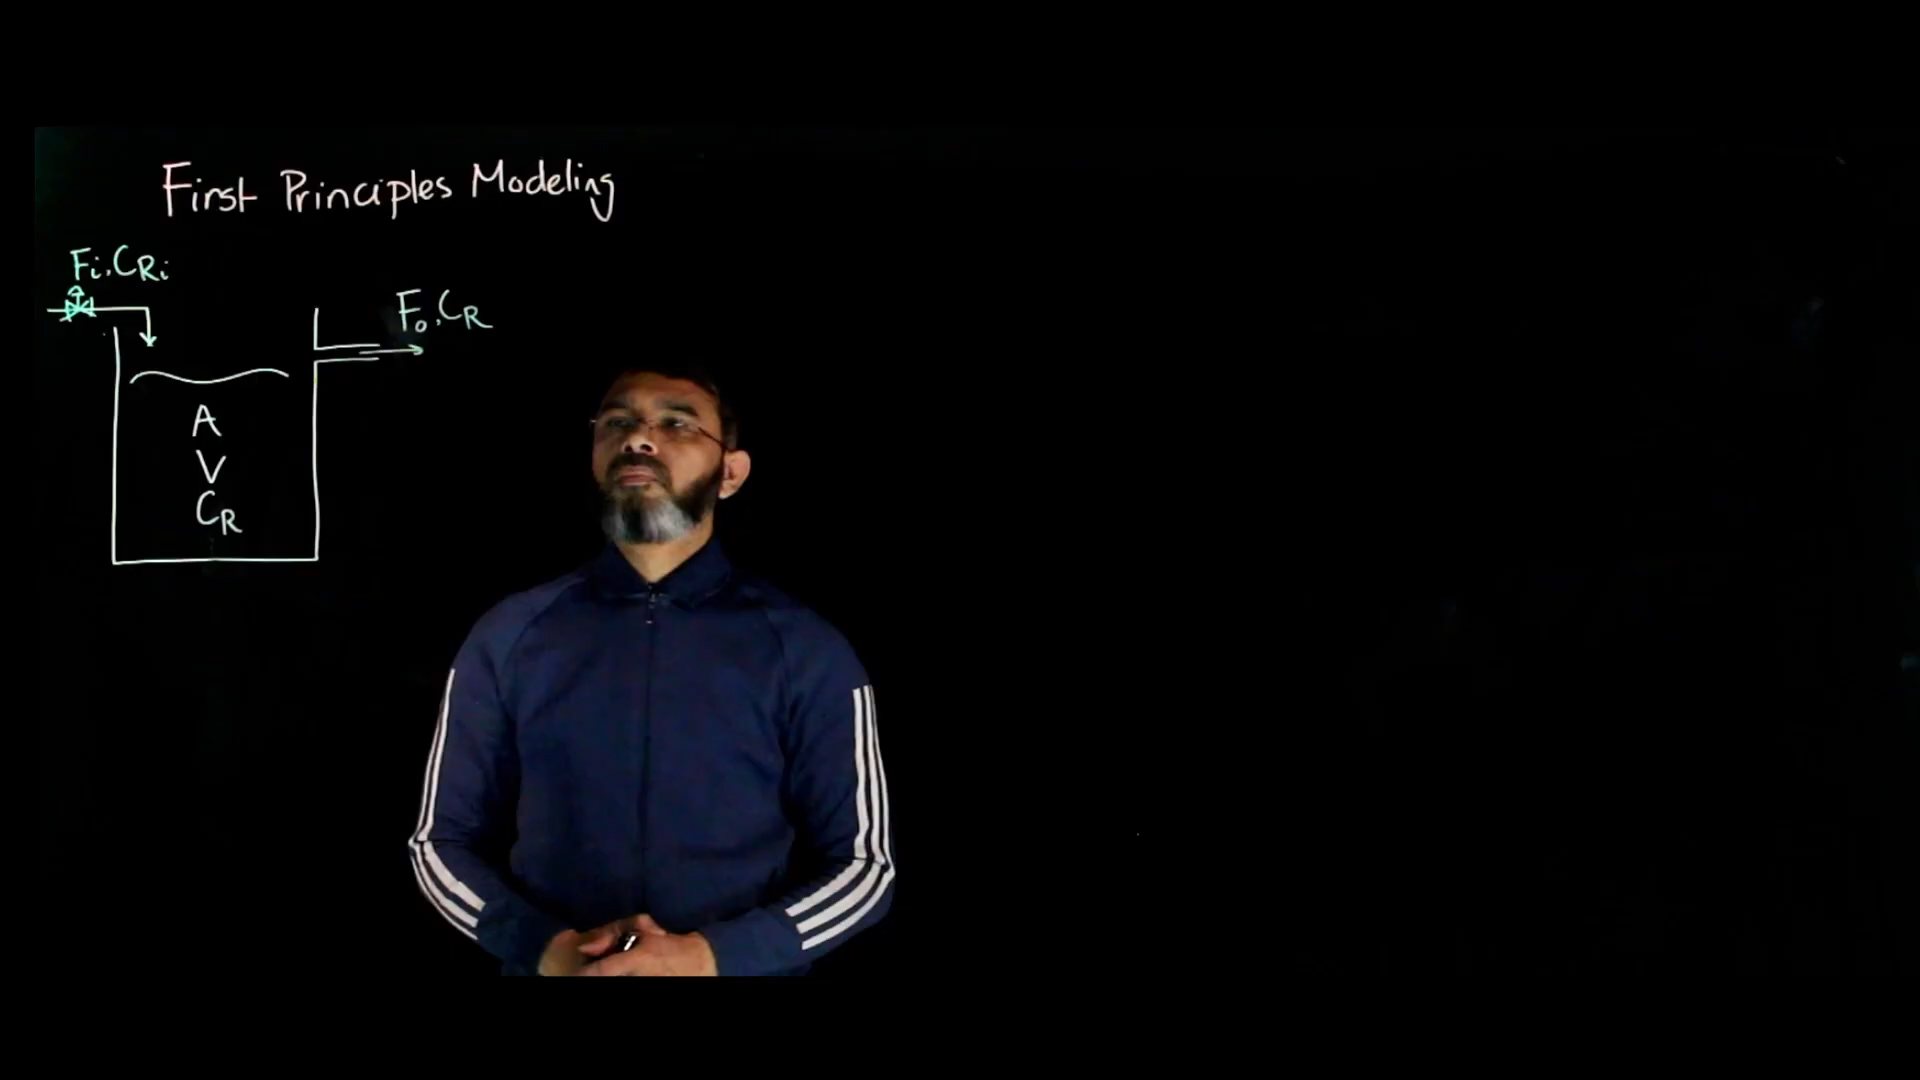 First Principles Modeling
Fi, CRi
Fo, CR
A
V
CR